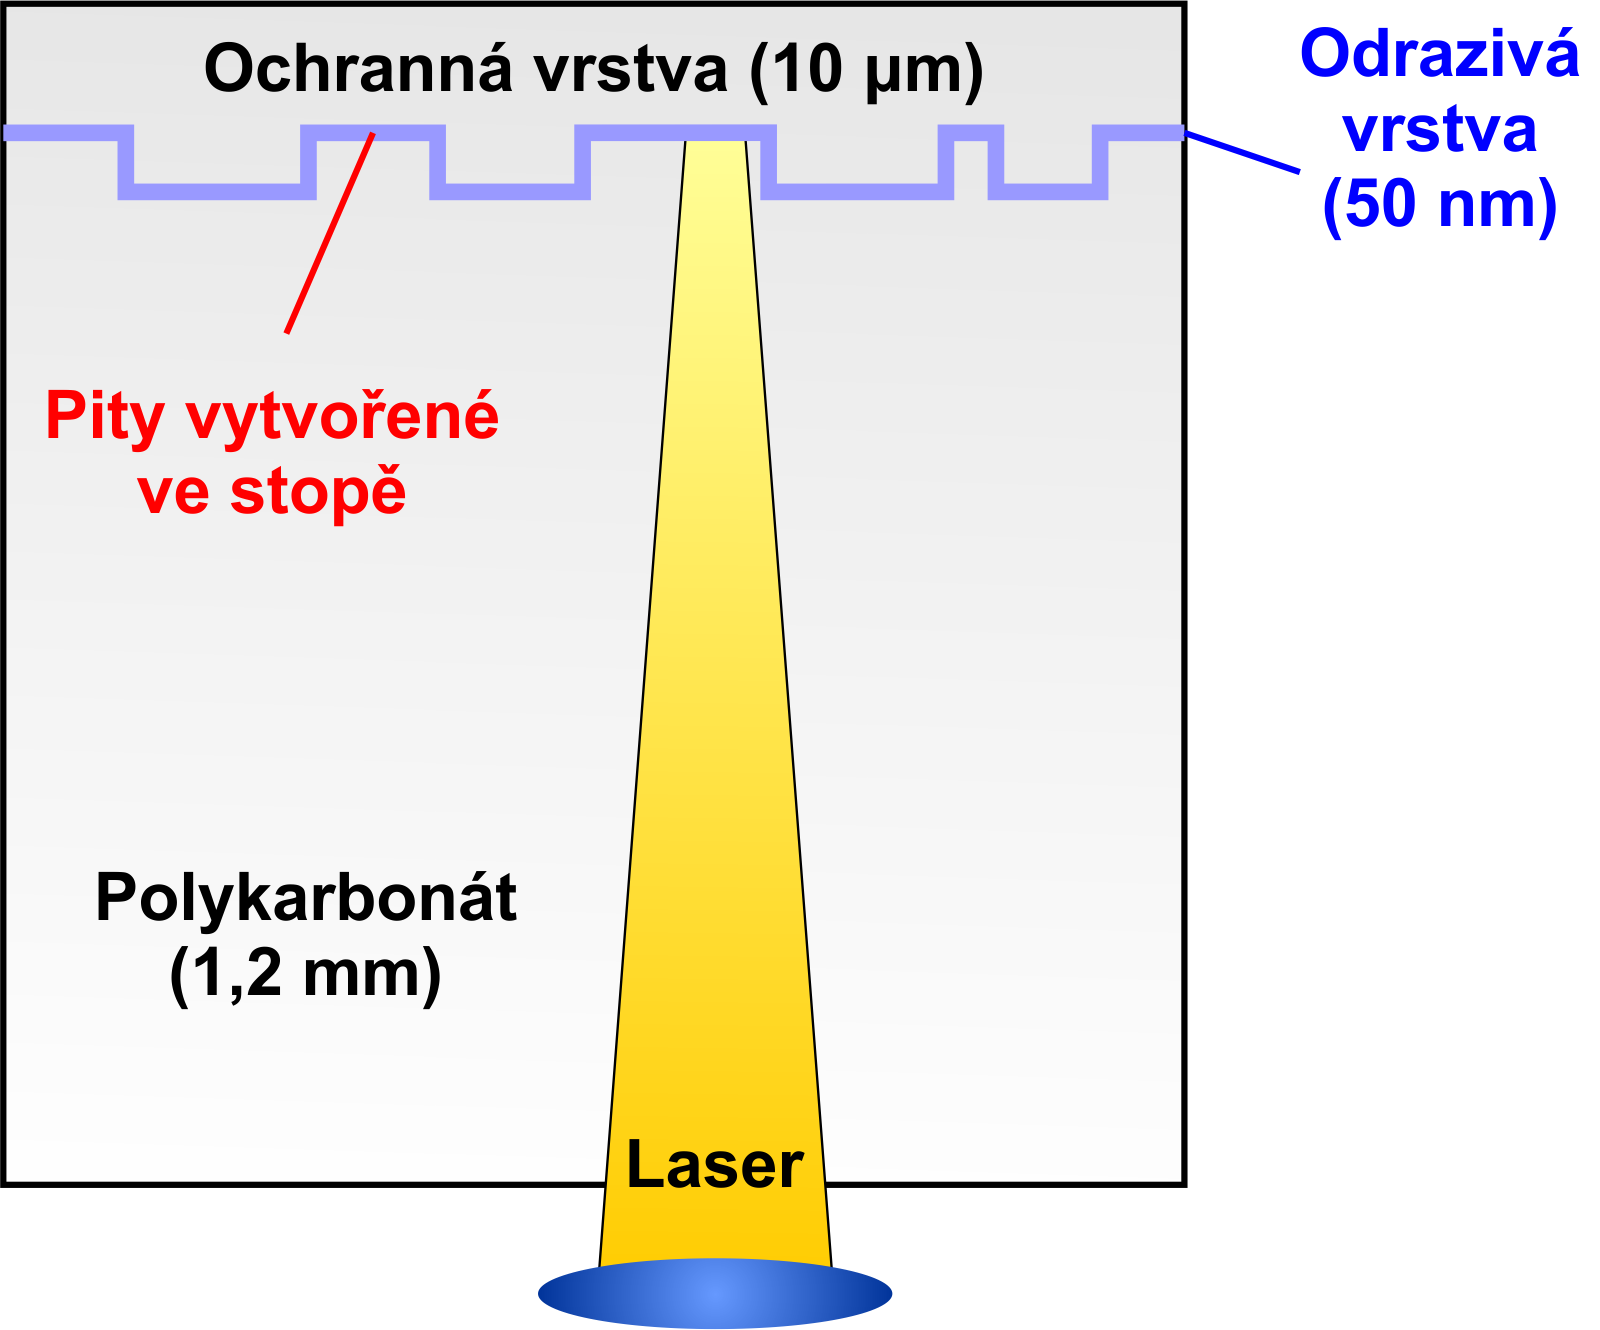 Ochranná vrstva (10 µm)
Odrazivá
vrstva
(50 nm)
Pity vytvořené
ve stopě
Polykarbonát
(1,2 mm)
Laser